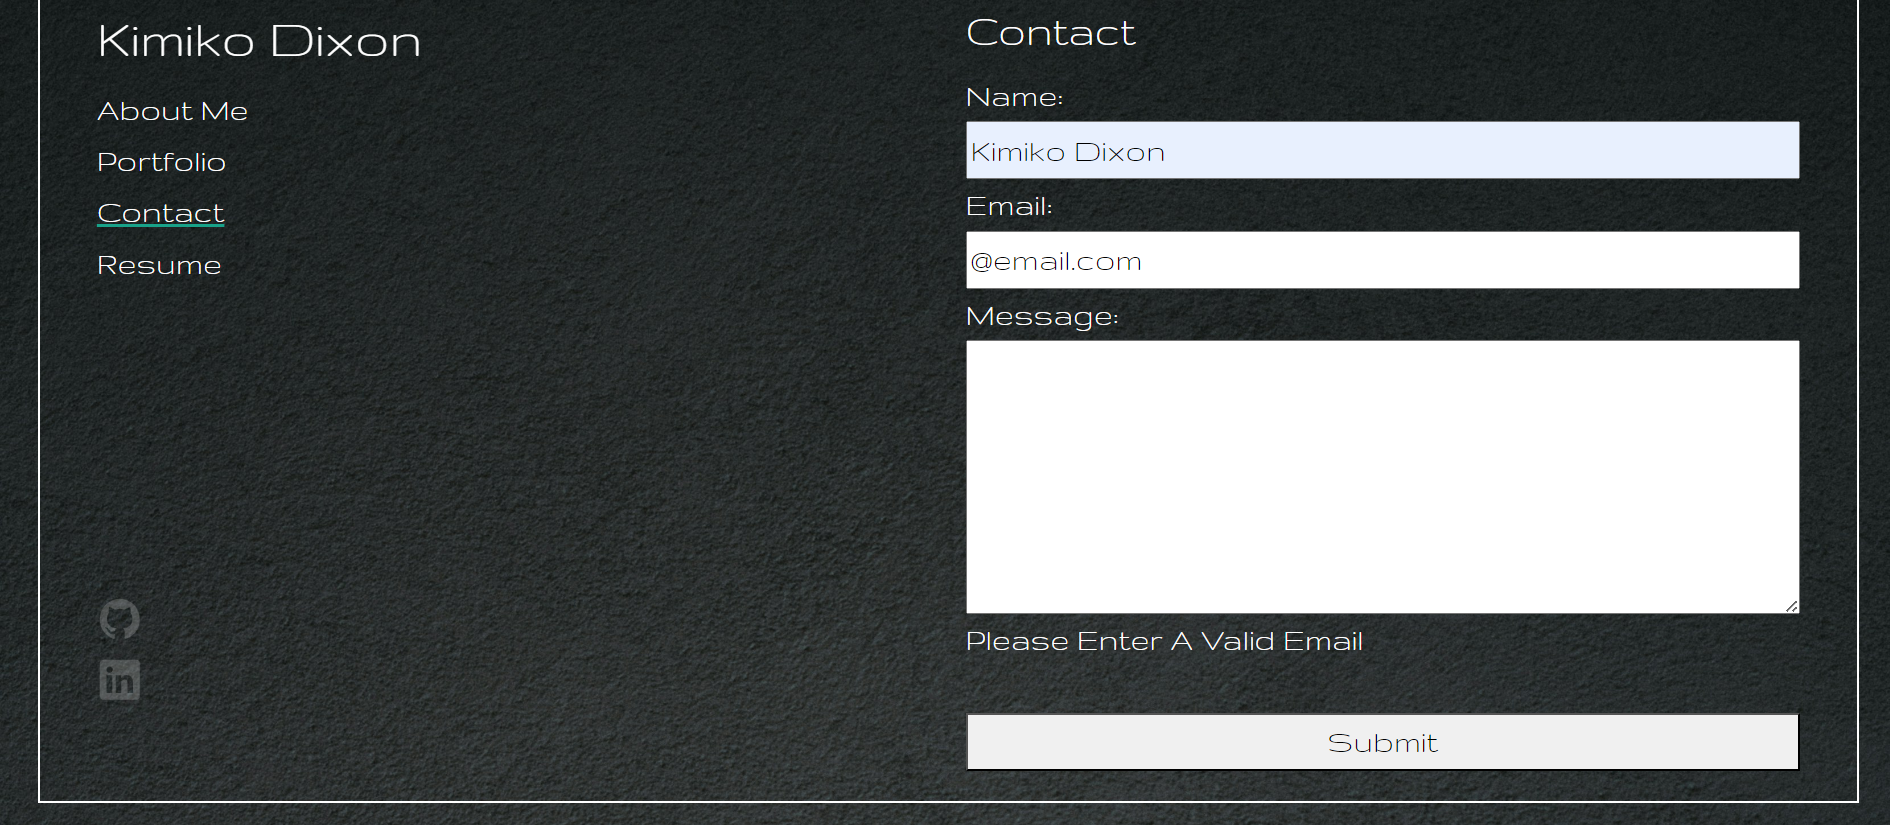 Kimiko Dixon
About Me
Portfolio
Contact
Resume
Contact
Name:
Kimiko Dixon
Email:
@email.com
Message:
Please Enter A Valid Email
Submit
in